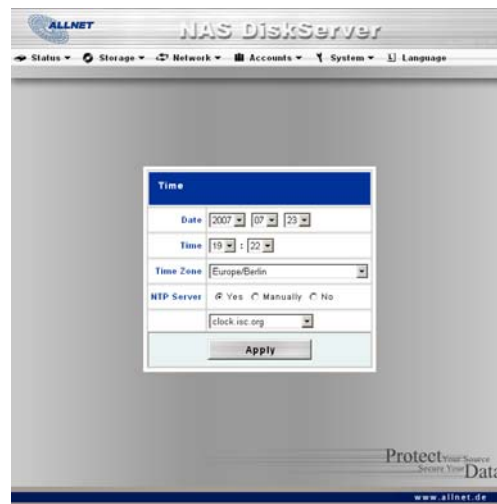 ALLNET
NAS DiskServer
Status Storage Network Accounts System Language
Time
Date 2007 07 23
Time 19 : 22
Time Zone Europe/Berlin
NTP Server Yes Manually No
clock.isc.org
Apply
Protect Your Source
Secure Your Data
www.allnet.de